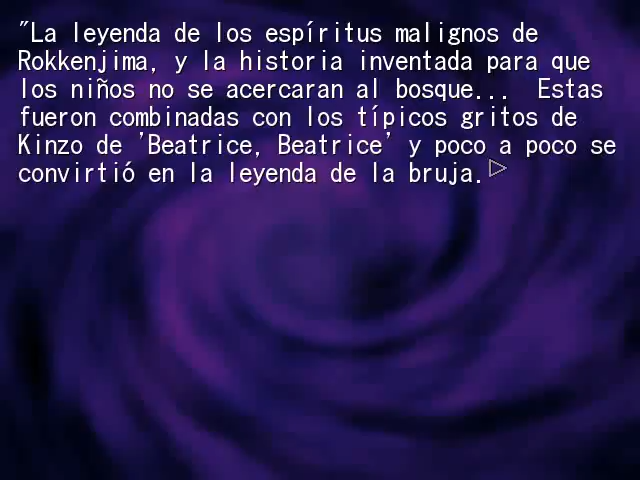 "La leyenda de los espíritus malignos de
Rokkenjima, y la historia inventada para que
los niños no se acercaran al bosque...  Estas
fueron combinadas con los típicos gritos de
Kinzo de 'Beatrice, Beatrice' y poco a poco se
convirtió en la leyenda de la bruja.